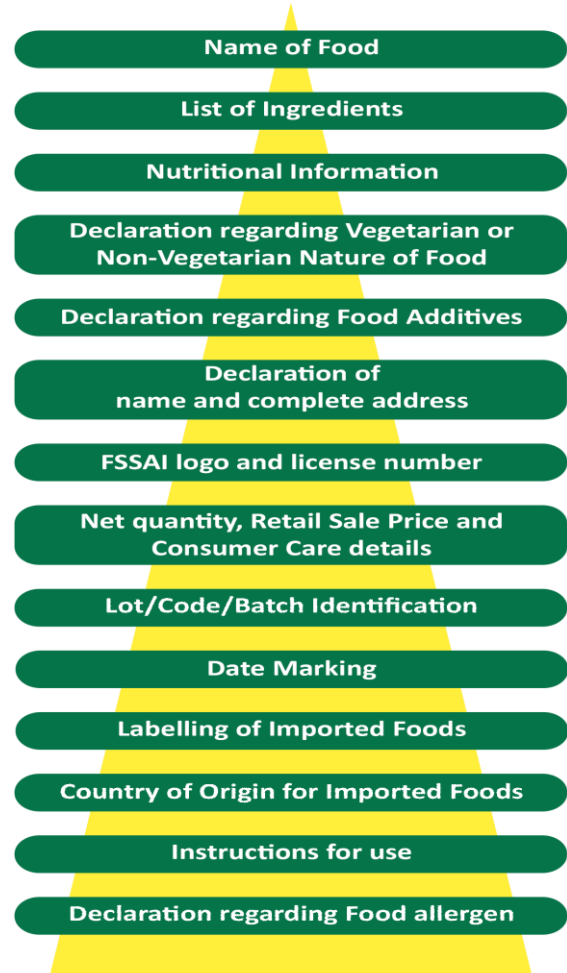 Name of Food
List of Ingredients
Nutritional Information
Declaration regarding Vegetarian or
Non-Vegetarian Nature of Food
Declaration regarding Food Additives
Declaration of
name and complete address
FSSAI logo and license number
Net quantity, Retail Sale Price and
Consumer Care details
Lot/Code/Batch Identification
Date Marking
Labelling of Imported Foods
Country of Origin for Imported Foods
Instructions for use
Declaration regarding Food allergen